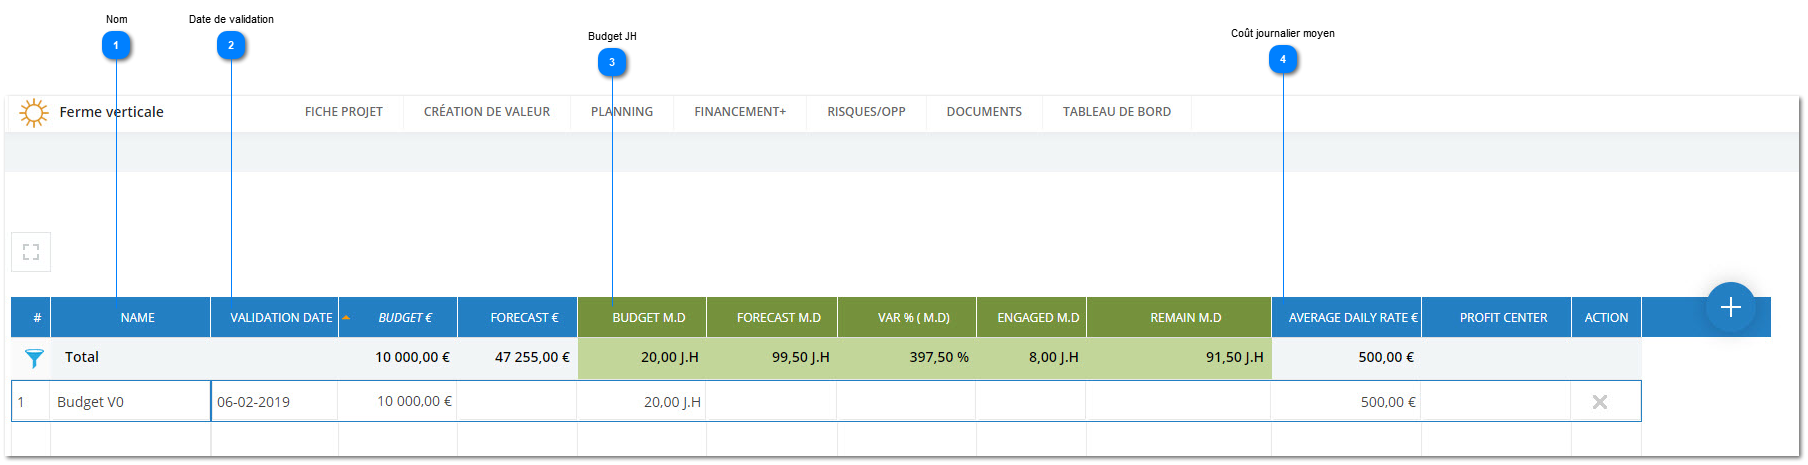 Nom
Date de validation
Budget JH
Coût journalier moyen
1
2
3
4
Ferme verticale
FICHE PROJET
CRÉATION DE VALEUR
PLANNING
FINANCEMENT+
RISQUES/OPP
DOCUMENTS
TABLEAU DE BORD
# NAME VALIDATION DATE BUDGET € FORECAST € BUDGET M.D FORECAST M.D VAR % ( M.D) ENGAGED M.D REMAIN M.D AVERAGE DAILY RATE € PROFIT CENTER ACTION
Total 10 000,00 € 47 255,00 € 20,00 J.H 99,50 J.H 397,50 % 8,00 J.H 91,50 J.H 500,00 €
1 Budget V0 06-02-2019 10 000,00 € 20,00 J.H 500,00 €